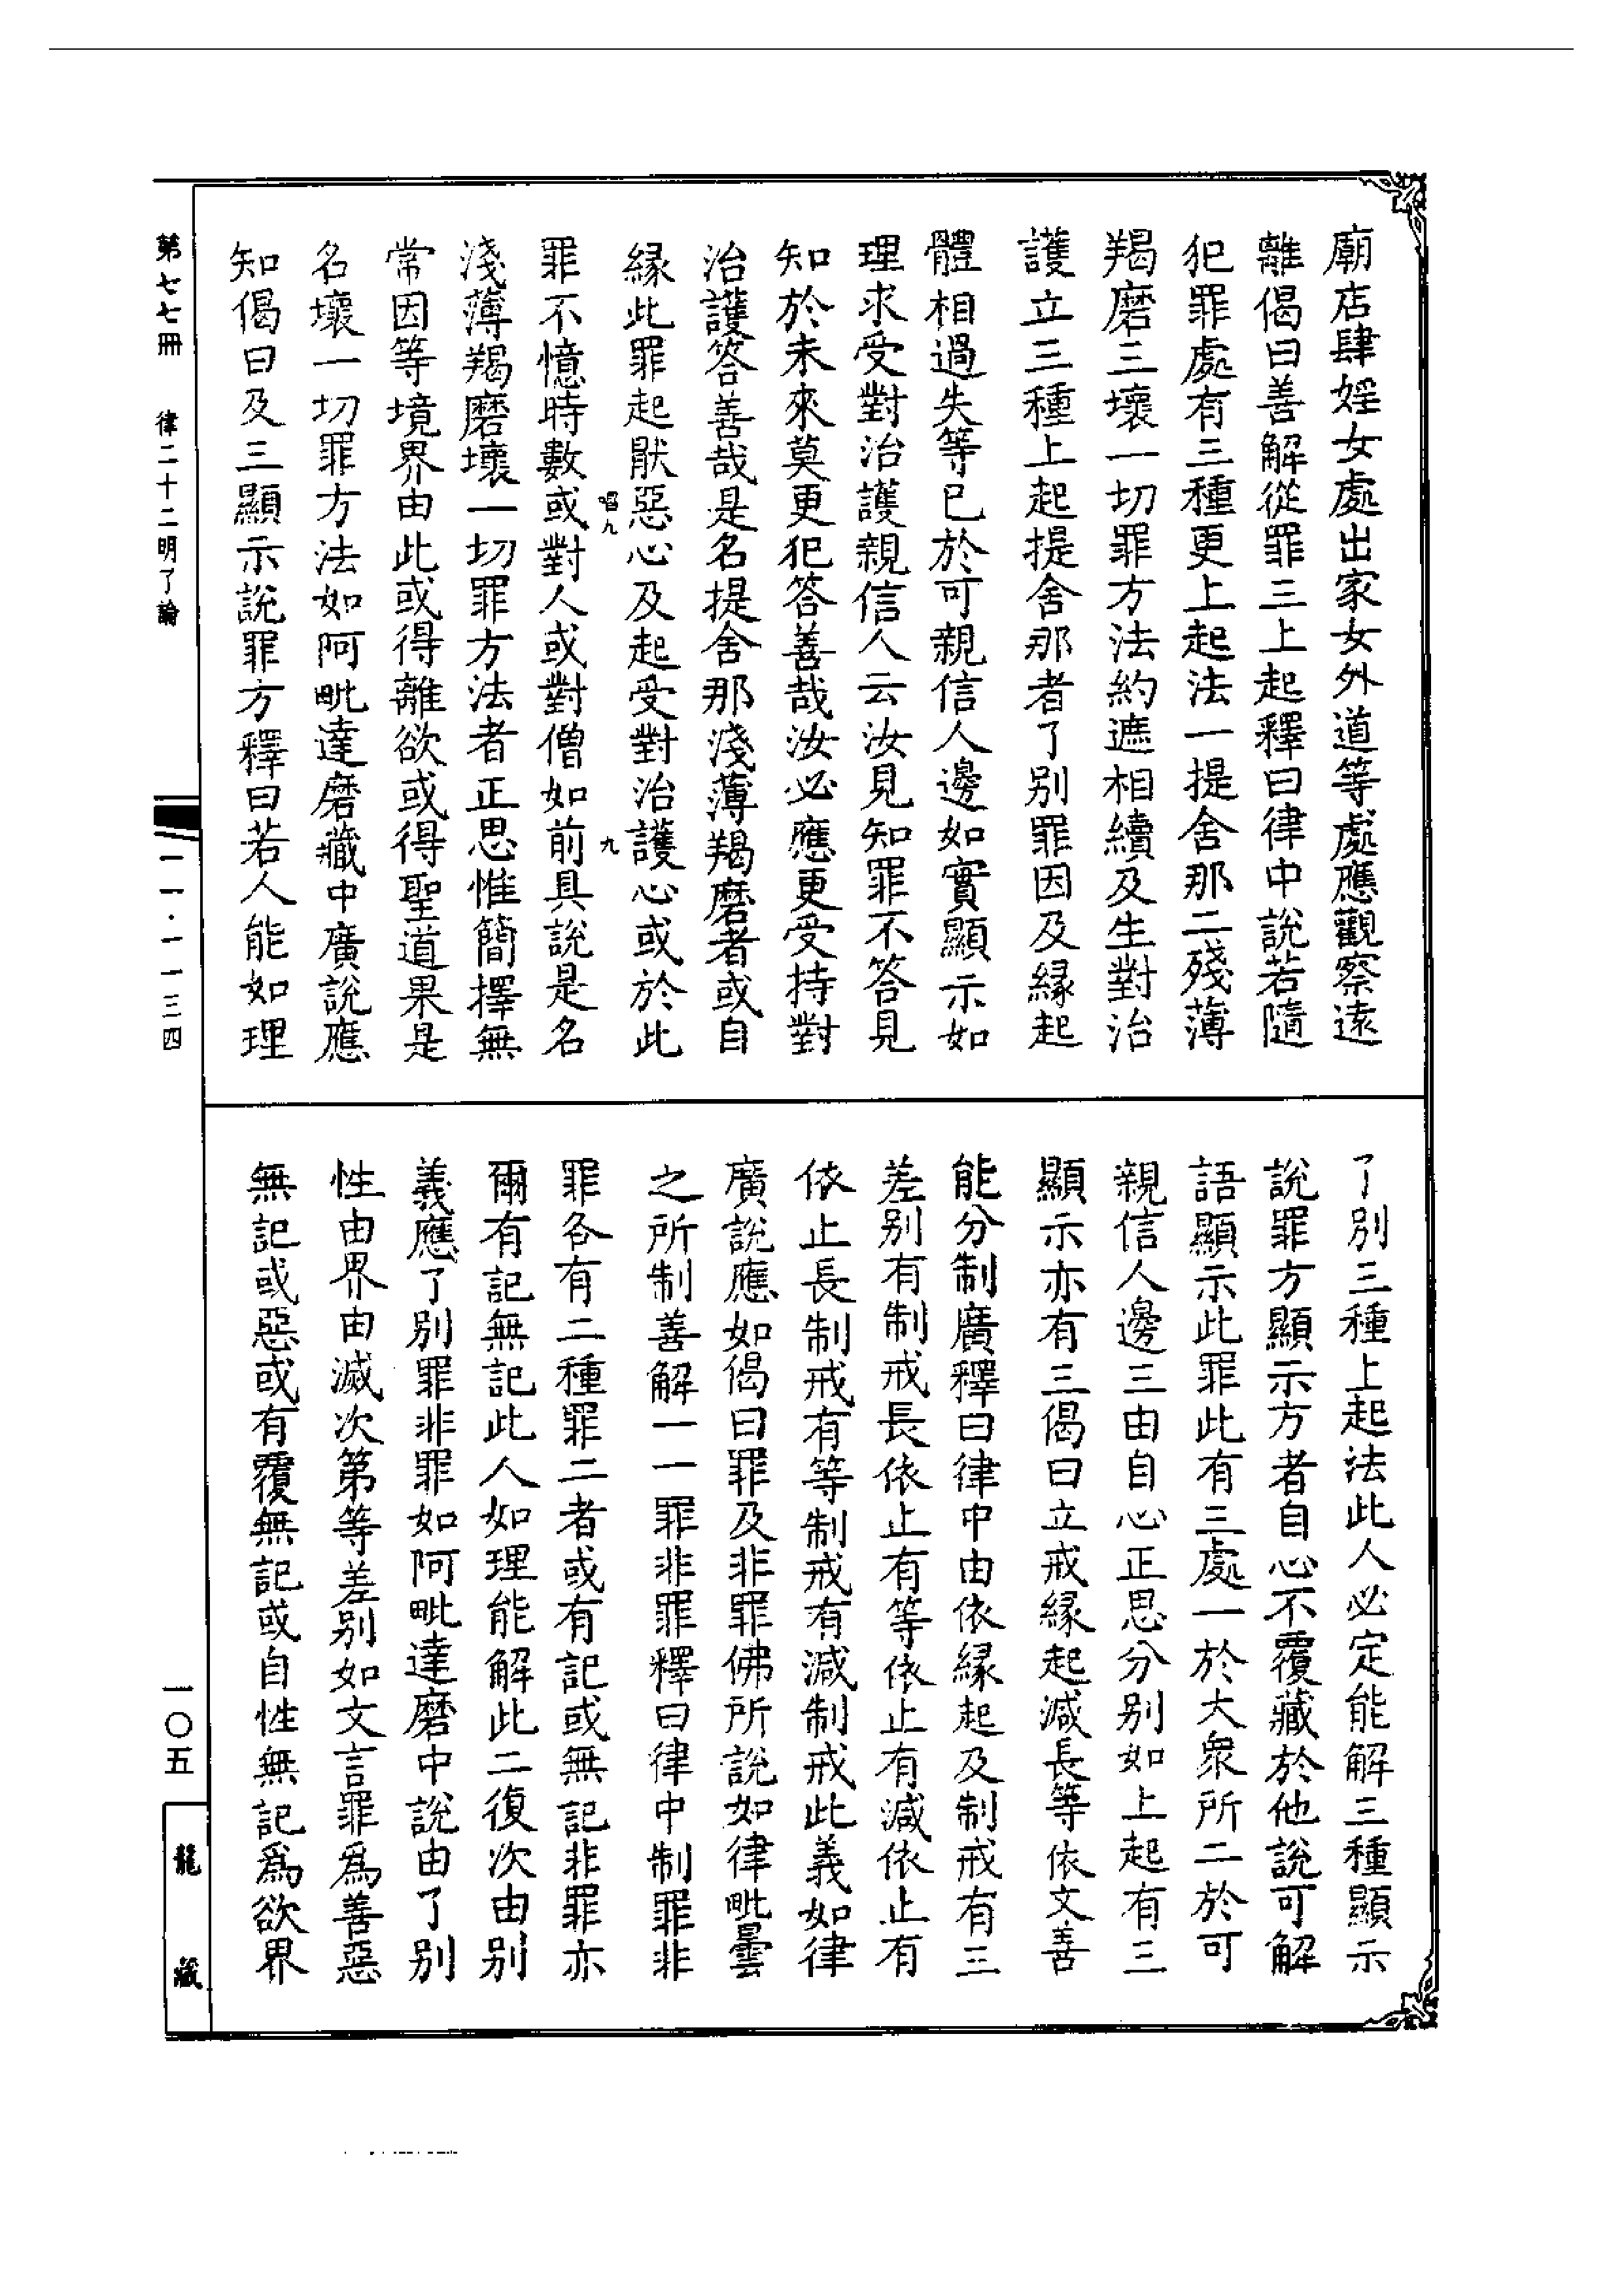 廟店肆婬女處出家女外道等處應觀察遠
離偈曰善解從罪三上起釋曰律中說若隨
犯罪處有三種更上起法一提舍那二殘薄
羯磨三壞一切罪方法約遮相續及生對治
護立三種上起提舍那者了別罪因及緣起
體相過失等已於可親信人邊如實顯示如
理求受對治護親信人云汝見知罪不答見
知於未來莫更犯答善哉汝必應更受持對
治護答善哉是名提舍那淺薄羯磨者或自
緣此罪起猒惡心及起受對治護心或於此
罪不憶時數或對人或對僧如前具說是名
淺薄羯磨壞一切罪方法者正思惟簡擇無
常因等境界由此或得離欲或得聖道果是
名壞一切罪方法如阿毗達磨藏中廣說應
知偈曰及三顯示說罪方釋曰若人能如理
了別三種上起法此人必定能解三種顯示
說罪方顯示方者自心不覆藏於他說可解
語顯示此罪此有三處一於大眾所二於可
親信人邊三由自心正思分別如上起有三
顯示亦有三偈曰立戒緣起減長等依文善
能分制廣釋曰律中由依緣起及制戒有三
差別有制戒長依止有等依止有減依止有
依止長制戒有等制戒有減制戒此義如律
廣說應如偈曰罪及非罪佛所說如律毗曇
之所制善解一一罪非罪釋曰律中制罪非
罪各有二種罪二者或有記或無記非罪亦
爾有記無記此人如理能解此二復次由別
義應了別罪非罪如阿毗達磨中說由了別
性由界由滅次第等差別如文言罪為善惡
無記或惡或有覆無記或自性無記為欲界
第七七冊 律二十二明了論
一一·一一三四
一〇五
龍藏